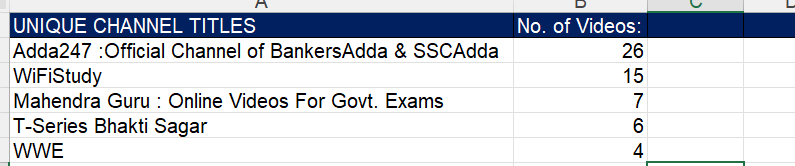 A B C D
UNIQUE CHANNEL TITLES No. of Videos:
Adda247 :Official Channel of BankersAdda & SSCAdda 26
WiFiStudy 15
Mahendra Guru : Online Videos For Govt. Exams 7
T-Series Bhakti Sagar 6
WWE 4